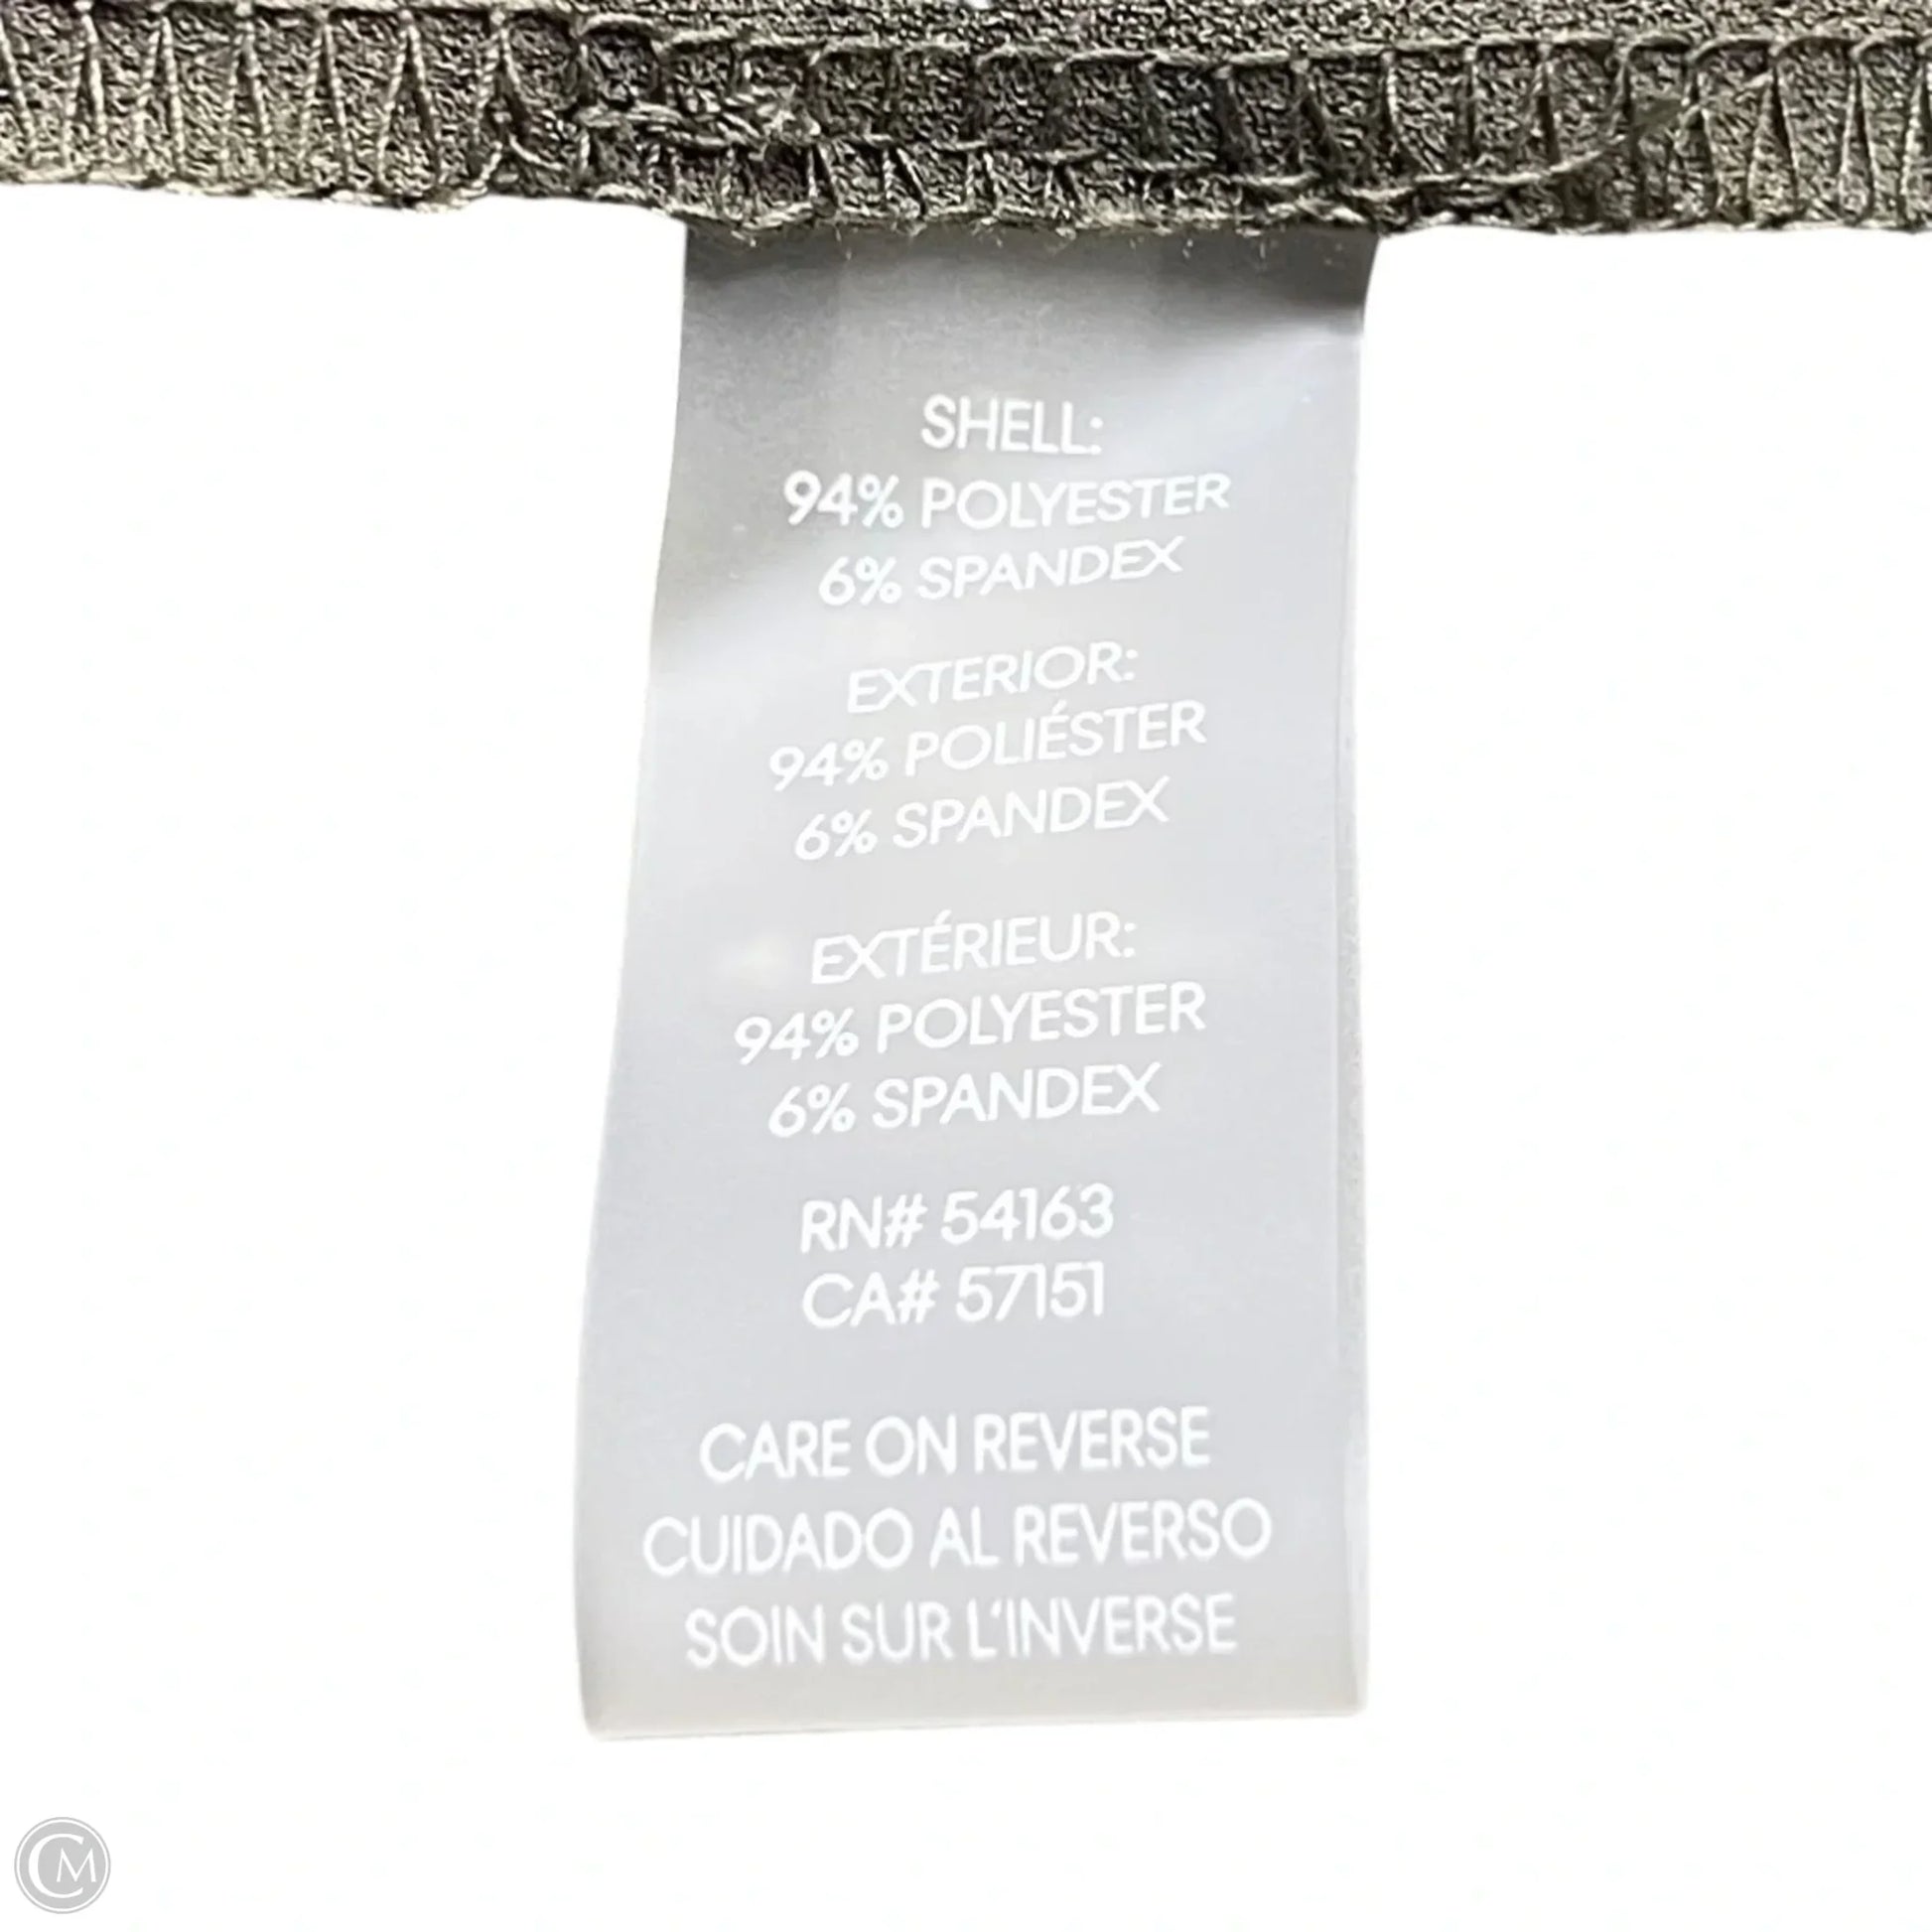 SHELL:
94% POLYESTER
6% SPANDEX
EXTERIOR:
94% POLIÉSTER
6% SPANDEX
EXTÉRIEUR:
94% POLYESTER
6% SPANDEX
RN# 54163
CA# 57151
CARE ON REVERSE
CUIDADO AL REVERSO
SOIN SUR L'INVERSE
CM